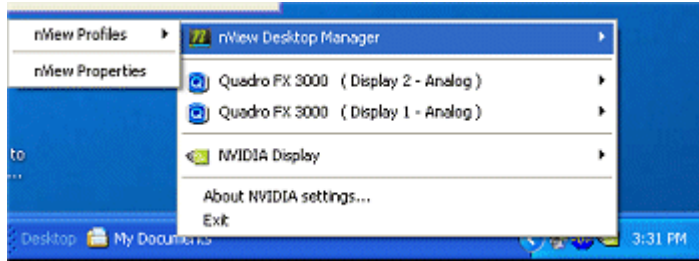 nView Profiles
nView Properties
nView Desktop Manager
Quadro FX 3000 ( Display 2 - Analog )
Quadro FX 3000 ( Display 1 - Analog )
NVIDIA Display
About NVIDIA settings...
Exit
to
...
Desktop
My Documents
3:31 PM